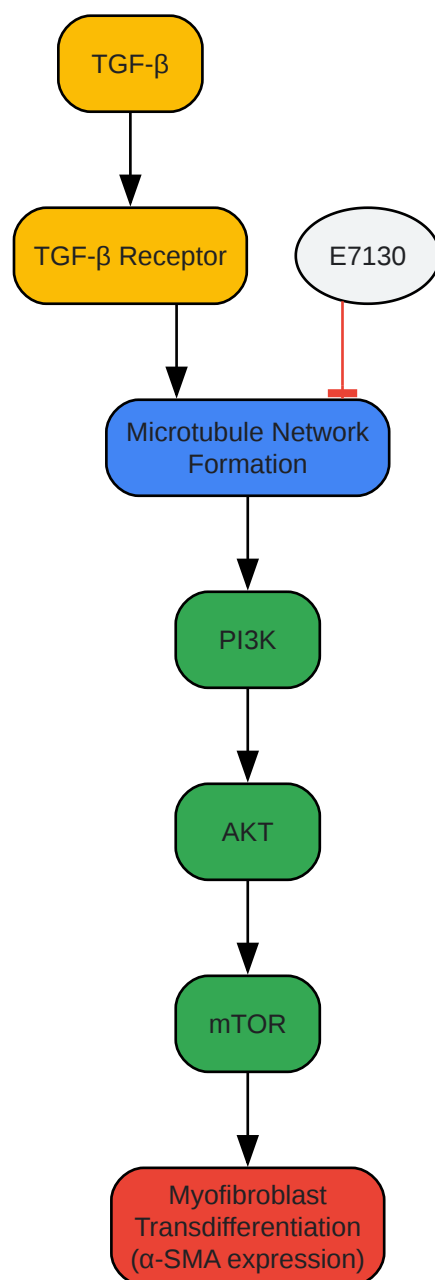 TGF-β
TGF-β Receptor
E7130
Microtubule Network
Formation
PI3K
AKT
mTOR
Myofibroblast
Transdifferentiation
(α-SMA expression)